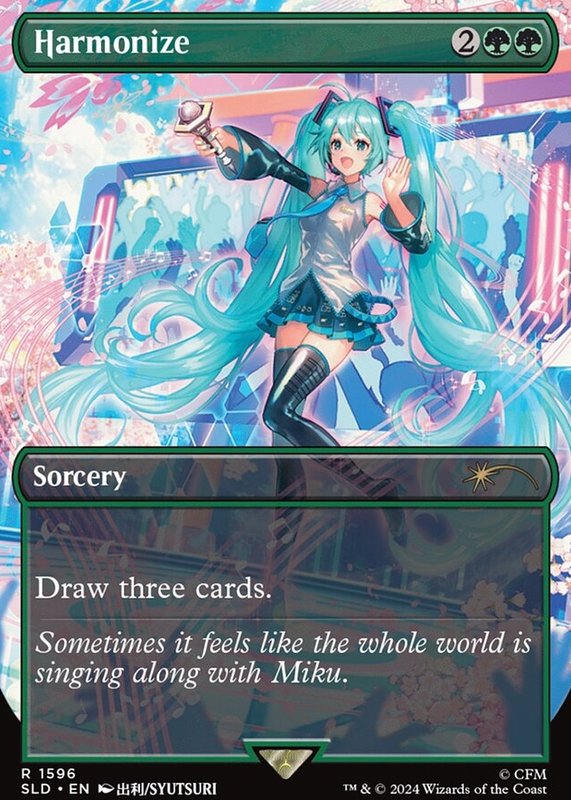 Harmonize 2
Sorcery
Draw three cards.
Sometimes it feels like the whole world is
singing along with Miku.
R 1596
SLD • EN 出利/SYUTSURI
© CFM
™ & © 2024 Wizards of the Coast